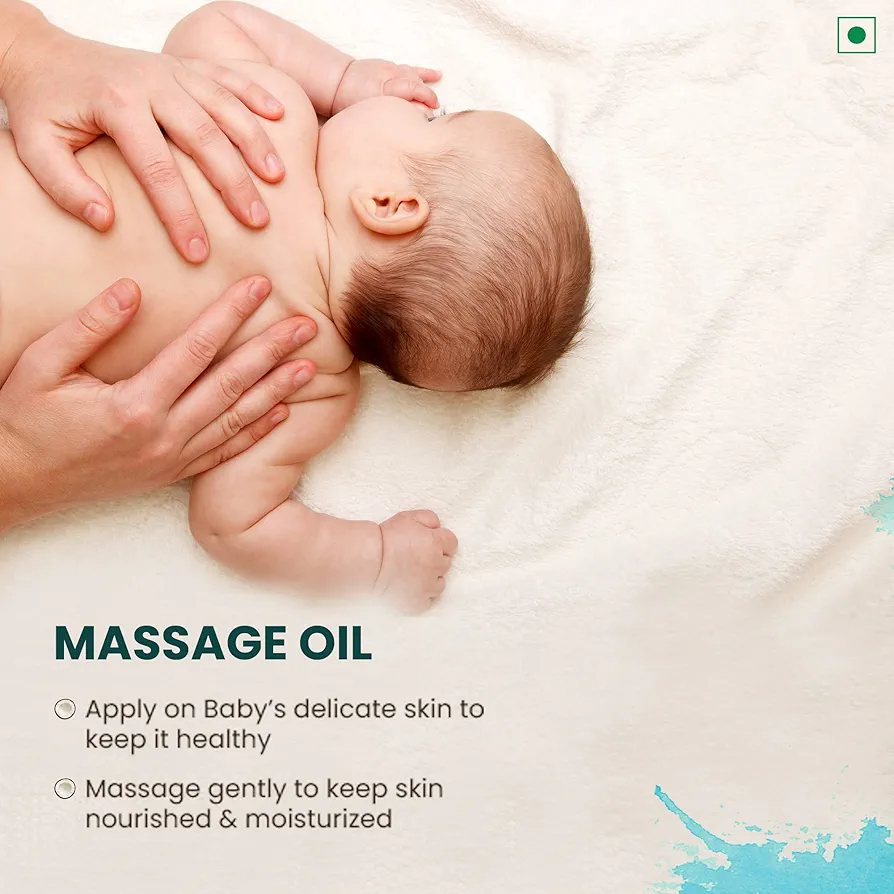 MASSAGE OIL
Apply on Baby's delicate skin to
keep it healthy
Massage gently to keep skin
nourished & moisturized